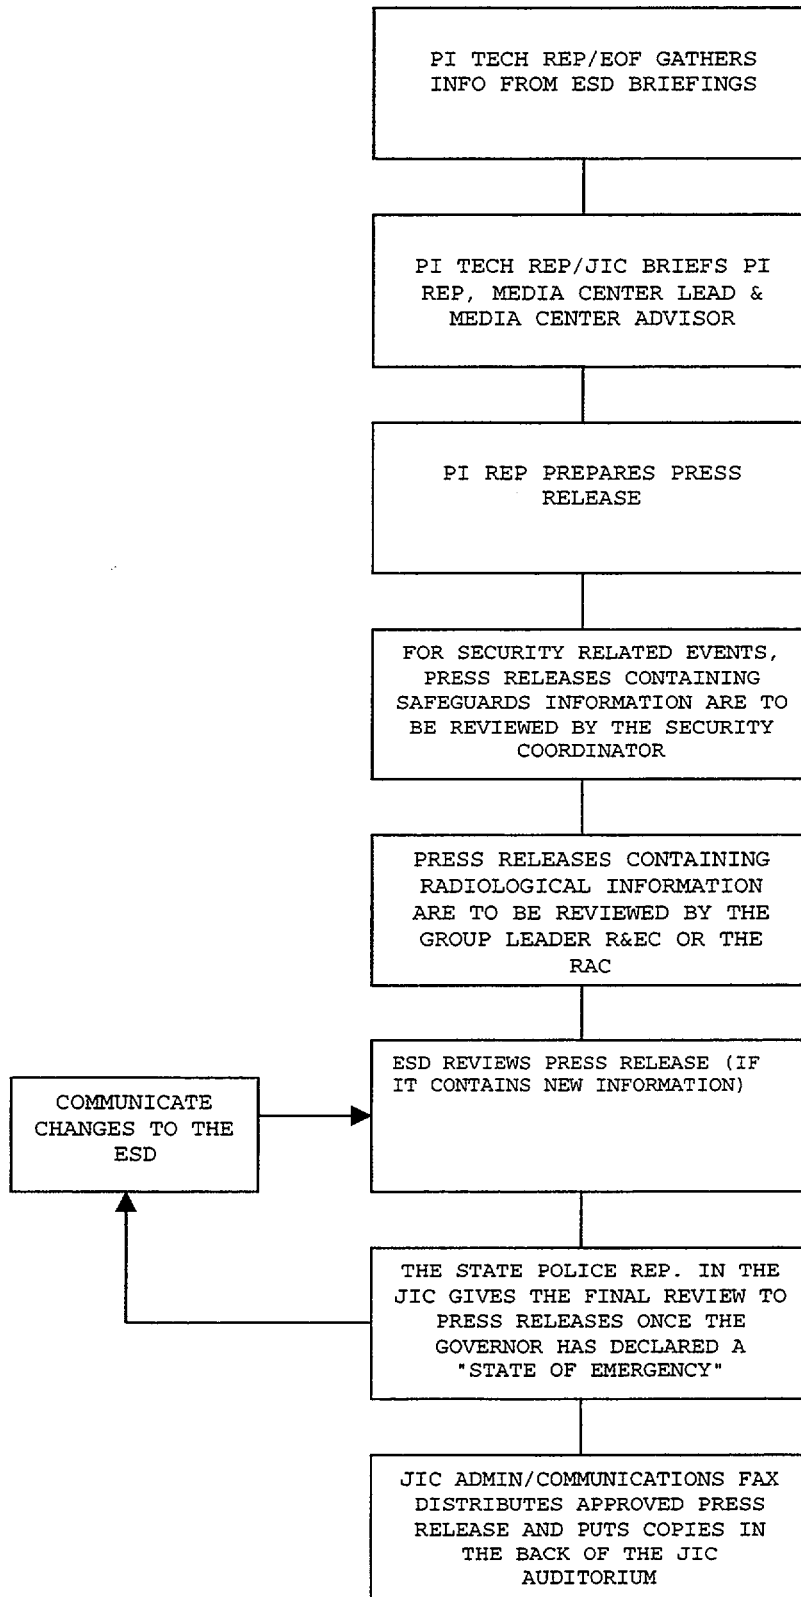 PI TECH REP/EOF GATHERS
INFO FROM ESD BRIEFINGS
PI TECH REP/JIC BRIEFS PI
REP, MEDIA CENTER LEAD &
MEDIA CENTER ADVISOR
PI REP PREPARES PRESS
RELEASE
FOR SECURITY RELATED EVENTS,
PRESS RELEASES CONTAINING
SAFEGUARDS INFORMATION ARE TO
BE REVIEWED BY THE SECURITY
COORDINATOR
PRESS RELEASES CONTAINING
RADIOLOGICAL INFORMATION
ARE TO BE REVIEWED BY THE
GROUP LEADER R&EC OR THE
RAC
ESD REVIEWS PRESS RELEASE (IF
IT CONTAINS NEW INFORMATION)
COMMUNICATE
CHANGES TO THE
ESD
THE STATE POLICE REP. IN THE
JIC GIVES THE FINAL REVIEW TO
PRESS RELEASES ONCE THE
GOVERNOR HAS DECLARED A
"STATE OF EMERGENCY"
JIC ADMIN/COMMUNICATIONS FAX
DISTRIBUTES APPROVED PRESS
RELEASE AND PUTS COPIES IN
THE BACK OF THE JIC
AUDITORIUM